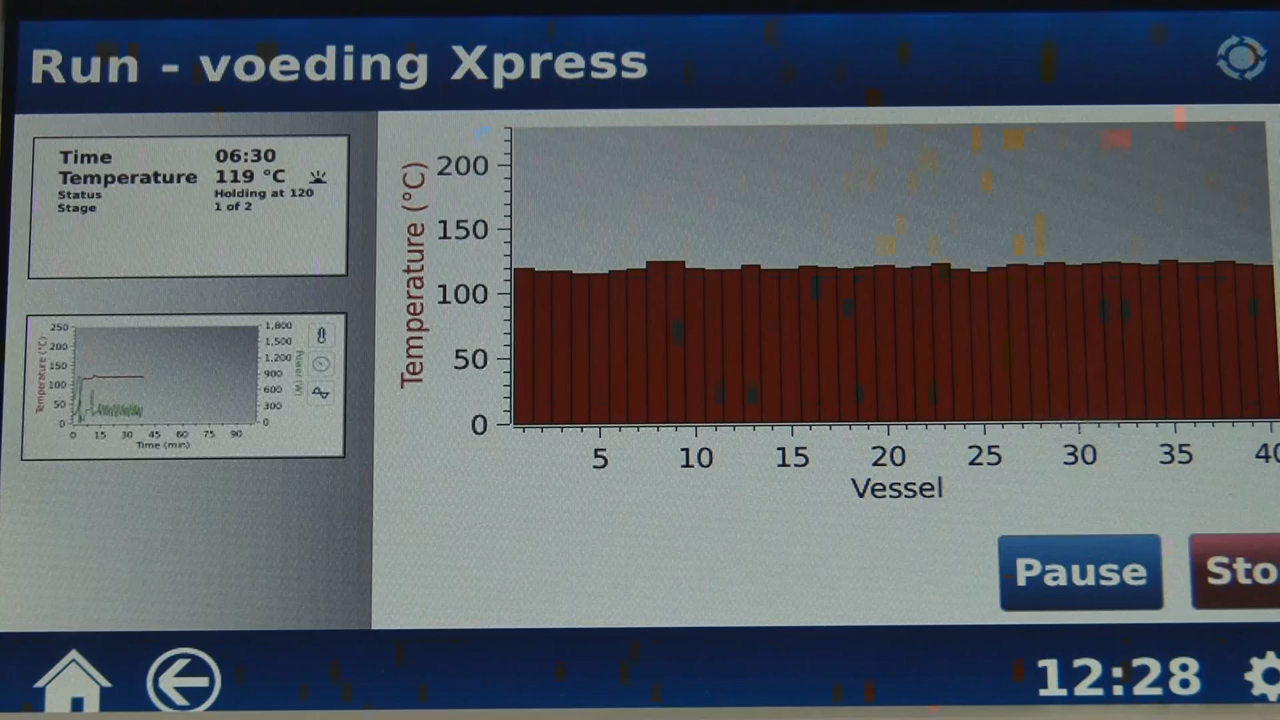 Run - voeding Xpress
Time 06:30
Temperature 119 °C
Status Holding at 120
Stage 1 of 2
250
200
150
100
50
0
Temperature (°C)
1,800
1,500
1,200
900
600
300
0
Power (W)
0 15 30 45 60 75 90
Time (min)
Temperature (°C)
200
150
100
50
0
5 10 15 20 25 30 35 40
Vessel
Pause
Sto
12:28